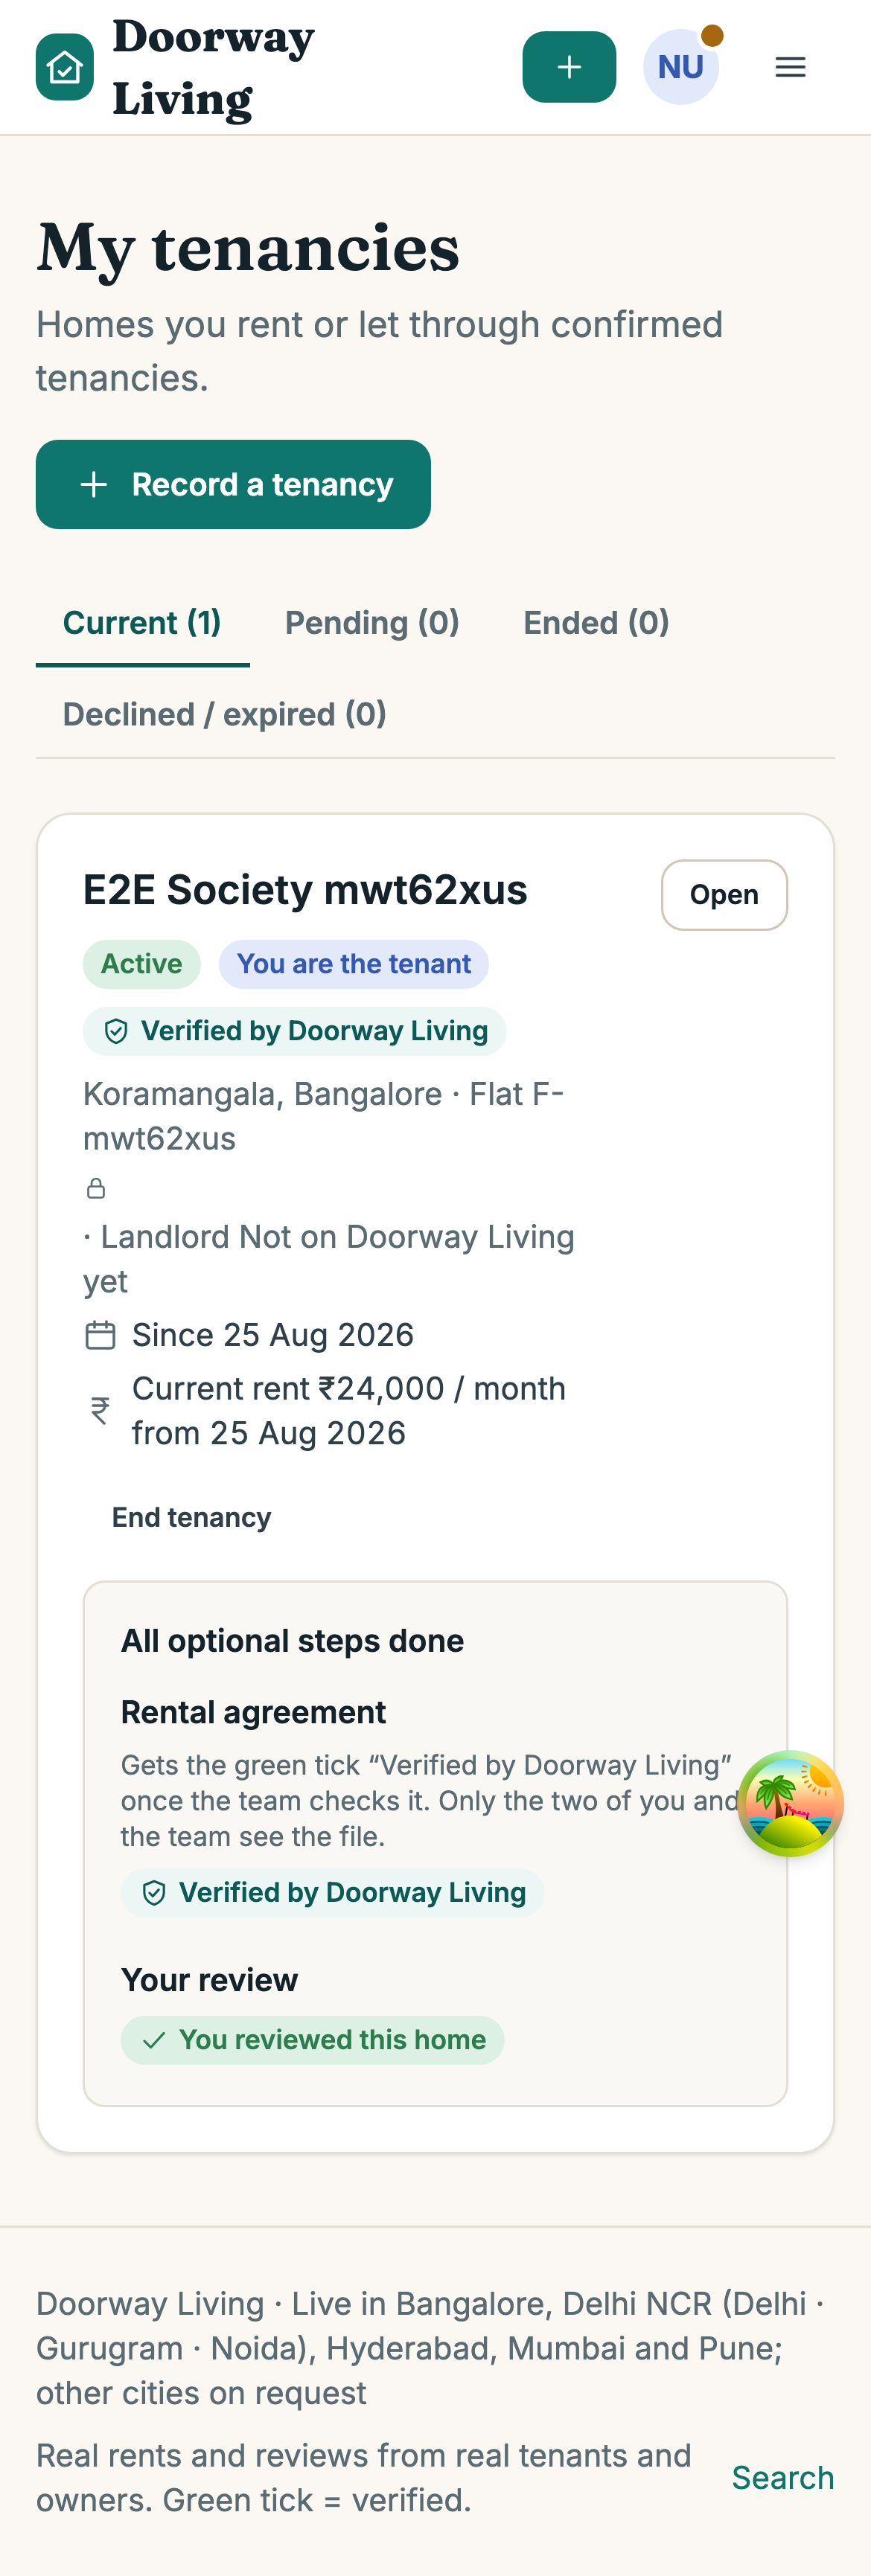 Doorway
Living
NU
My tenancies
Homes you rent or let through confirmed
tenancies.
Record a tenancy
Current (1)
Pending (0)
Ended (0)
Declined / expired (0)
E2E Society mwt62xus
Open
Active
You are the tenant
Verified by Doorway Living
Koramangala, Bangalore · Flat F-
mwt62xus
· Landlord Not on Doorway Living
yet
Since 25 Aug 2026
₹ Current rent ₹24,000 / month
from 25 Aug 2026
End tenancy
All optional steps done
Rental agreement
Gets the green tick “Verified by Doorway Living”
once the team checks it. Only the two of you and
the team see the file.
Verified by Doorway Living
Your review
You reviewed this home
Doorway Living · Live in Bangalore, Delhi NCR (Delhi ·
Gurugram · Noida), Hyderabad, Mumbai and Pune;
other cities on request
Real rents and reviews from real tenants and
owners. Green tick = verified.
Search